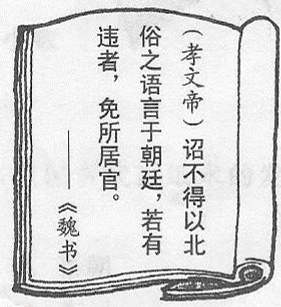 （孝文帝）诏不得以北
俗之语言于朝廷，若有
违者，免所居官。
——《魏书》